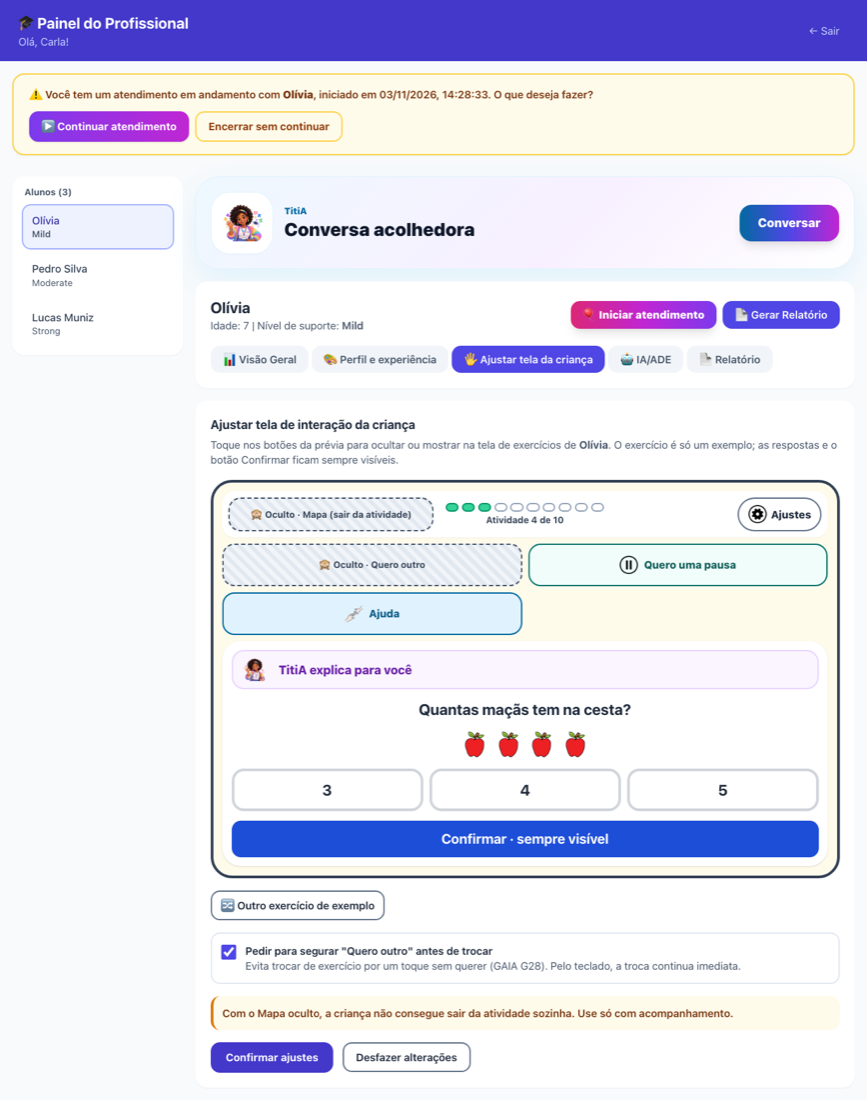 Painel do Profissional
Olá, Carla!
← Sair
Você tem um atendimento em andamento com Olívia, iniciado em 03/11/2026, 14:28:33. O que deseja fazer?
Continuar atendimento
Encerrar sem continuar
Alunos (3)
Olívia
Mild
Pedro Silva
Moderate
Lucas Muniz
Strong
TitiA
Conversa acolhedora
Conversar
Olívia
Idade: 7 | Nível de suporte: Mild
Iniciar atendimento
Gerar Relatório
Visão Geral
Perfil e experiência
Ajustar tela da criança
IA/ADE
Relatório
Ajustar tela de interação da criança
Toque nos botões da prévia para ocultar ou mostrar na tela de exercícios de Olívia. O exercício é só um exemplo; as respostas e o
botão Confirmar ficam sempre visíveis.
Oculto · Mapa (sair da atividade)
Atividade 4 de 10
Ajustes
Oculto · Quero outro
Quero uma pausa
Ajuda
TitiA explica para você
Quantas maçãs tem na cesta?
3
4
5
Confirmar · sempre visível
Outro exercício de exemplo
Pedir para segurar "Quero outro" antes de trocar
Evita trocar de exercício por um toque sem querer (GAIA G28). Pelo teclado, a troca continua imediata.
Com o Mapa oculto, a criança não consegue sair da atividade sozinha. Use só com acompanhamento.
Confirmar ajustes
Desfazer alterações